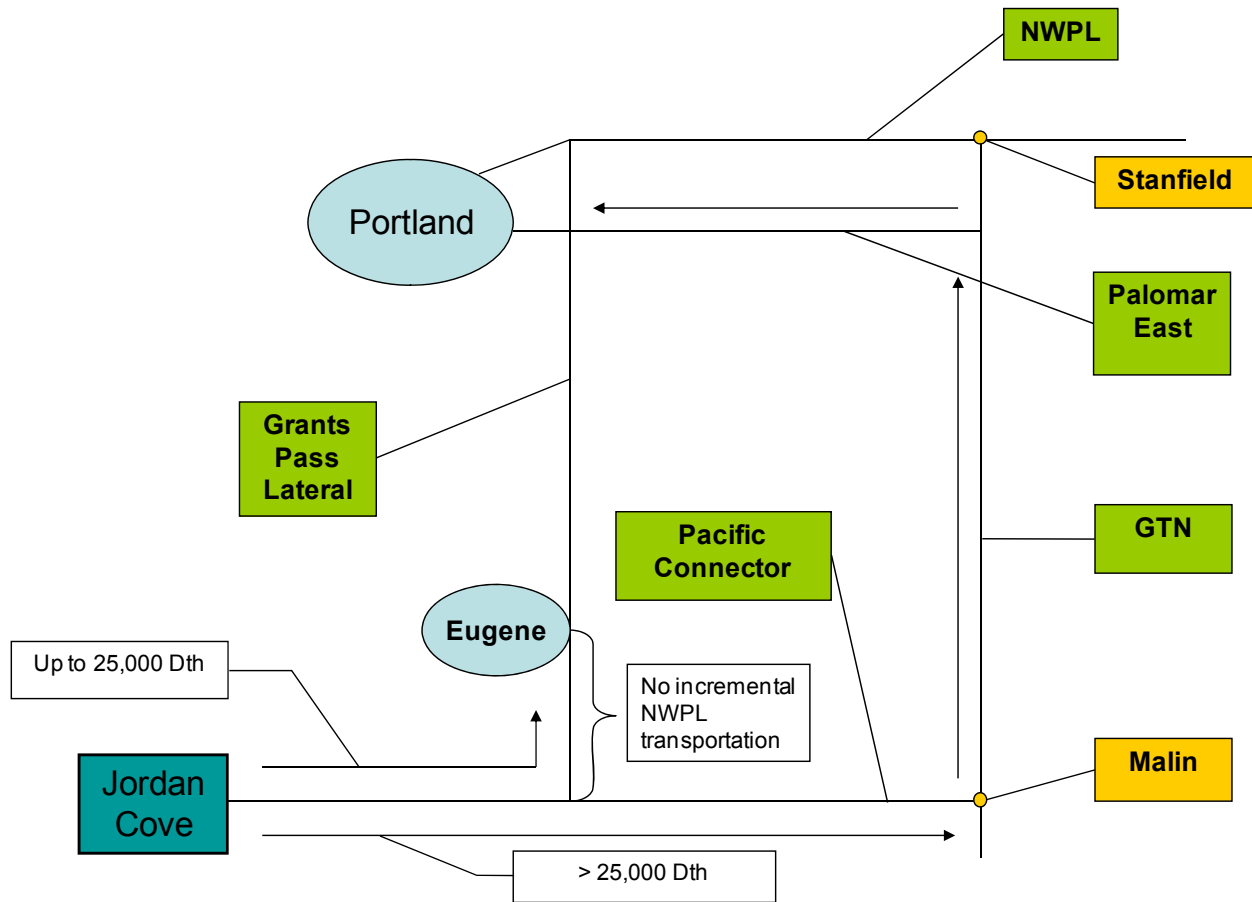 NWPL
Stanfield
Portland
Palomar
East
Grants
Pass
Lateral
Pacific
Connector
GTN
Eugene
Up to 25,000 Dth
No incremental
NWPL
transportation
Malin
Jordan
Cove
> 25,000 Dth